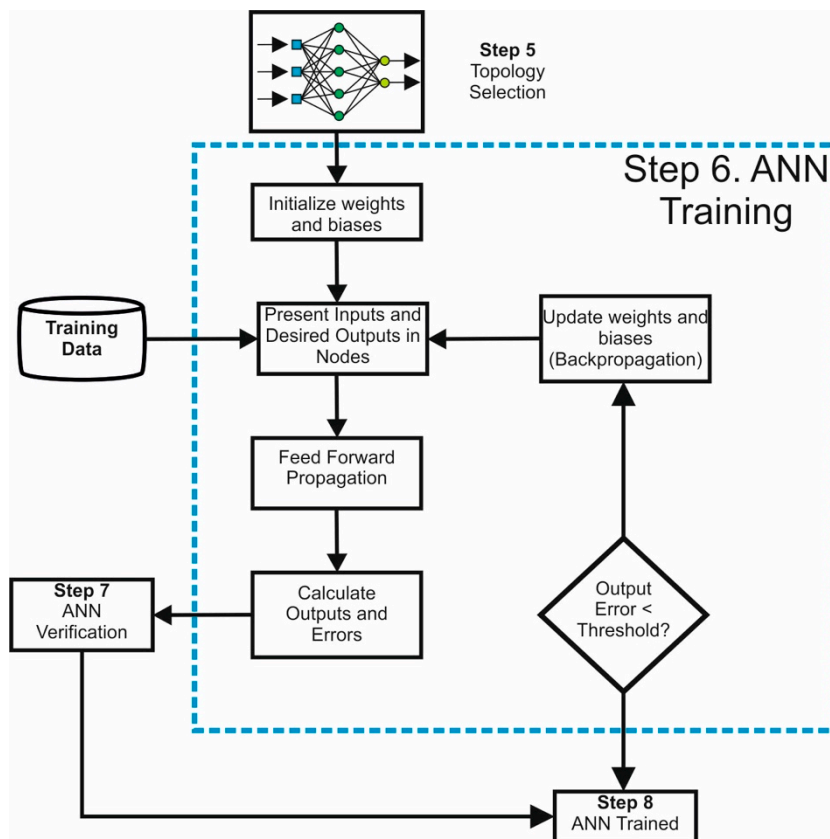 Step 5
Topology
Selection
Step 6. ANN
Training
Initialize weights
and biases
Training
Data
Present Inputs and
Desired Outputs in
Nodes
Update weights and
biases
(Backpropagation)
Feed Forward
Propagation
Step 7
ANN
Verification
Calculate
Outputs and
Errors
Output
Error <
Threshold?
Step 8
ANN Trained